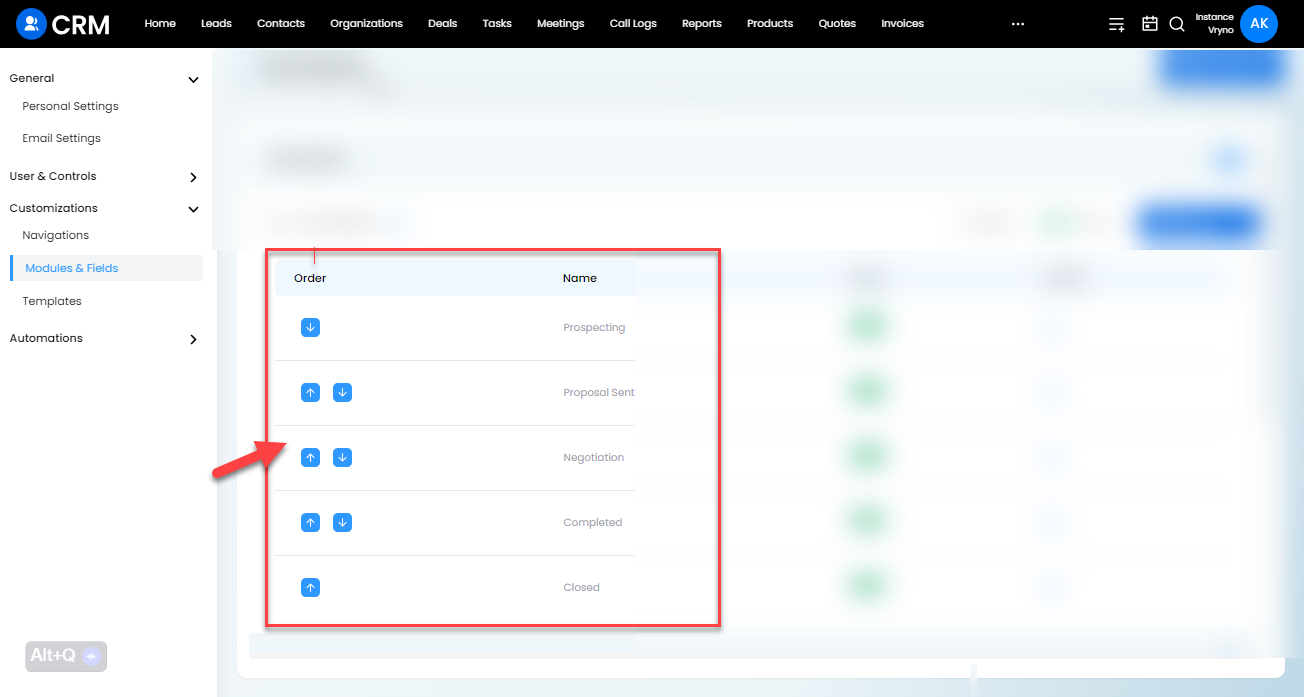 CRM Home Leads Contacts Organizations Deals Tasks Meetings Call Logs Reports Products Quotes Invoices ... Instance AK
Vryno
General
Personal Settings
Email Settings
User & Controls
Customizations
Navigations
Modules & Fields
Templates
Automations
Order Name
Prospecting
Proposal Sent
Negotiation
Completed
Closed
Alt+Q